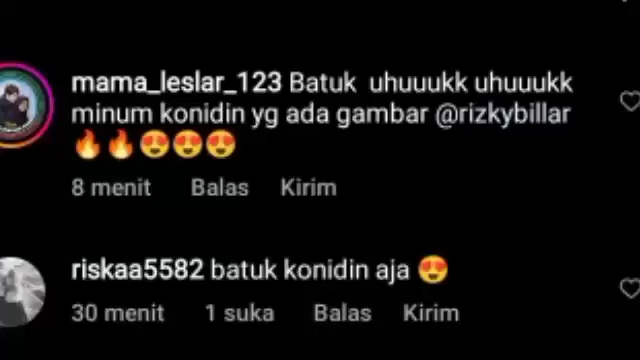 mama_leslar_123 Batuk uhuuukk uhuuukk
minum konidin yg ada gambar @rizkybillar
🔥🔥😍😍😍
8 menit Balas Kirim
riskaa5582 batuk konidin aja 😍
30 menit 1 suka Balas Kirim